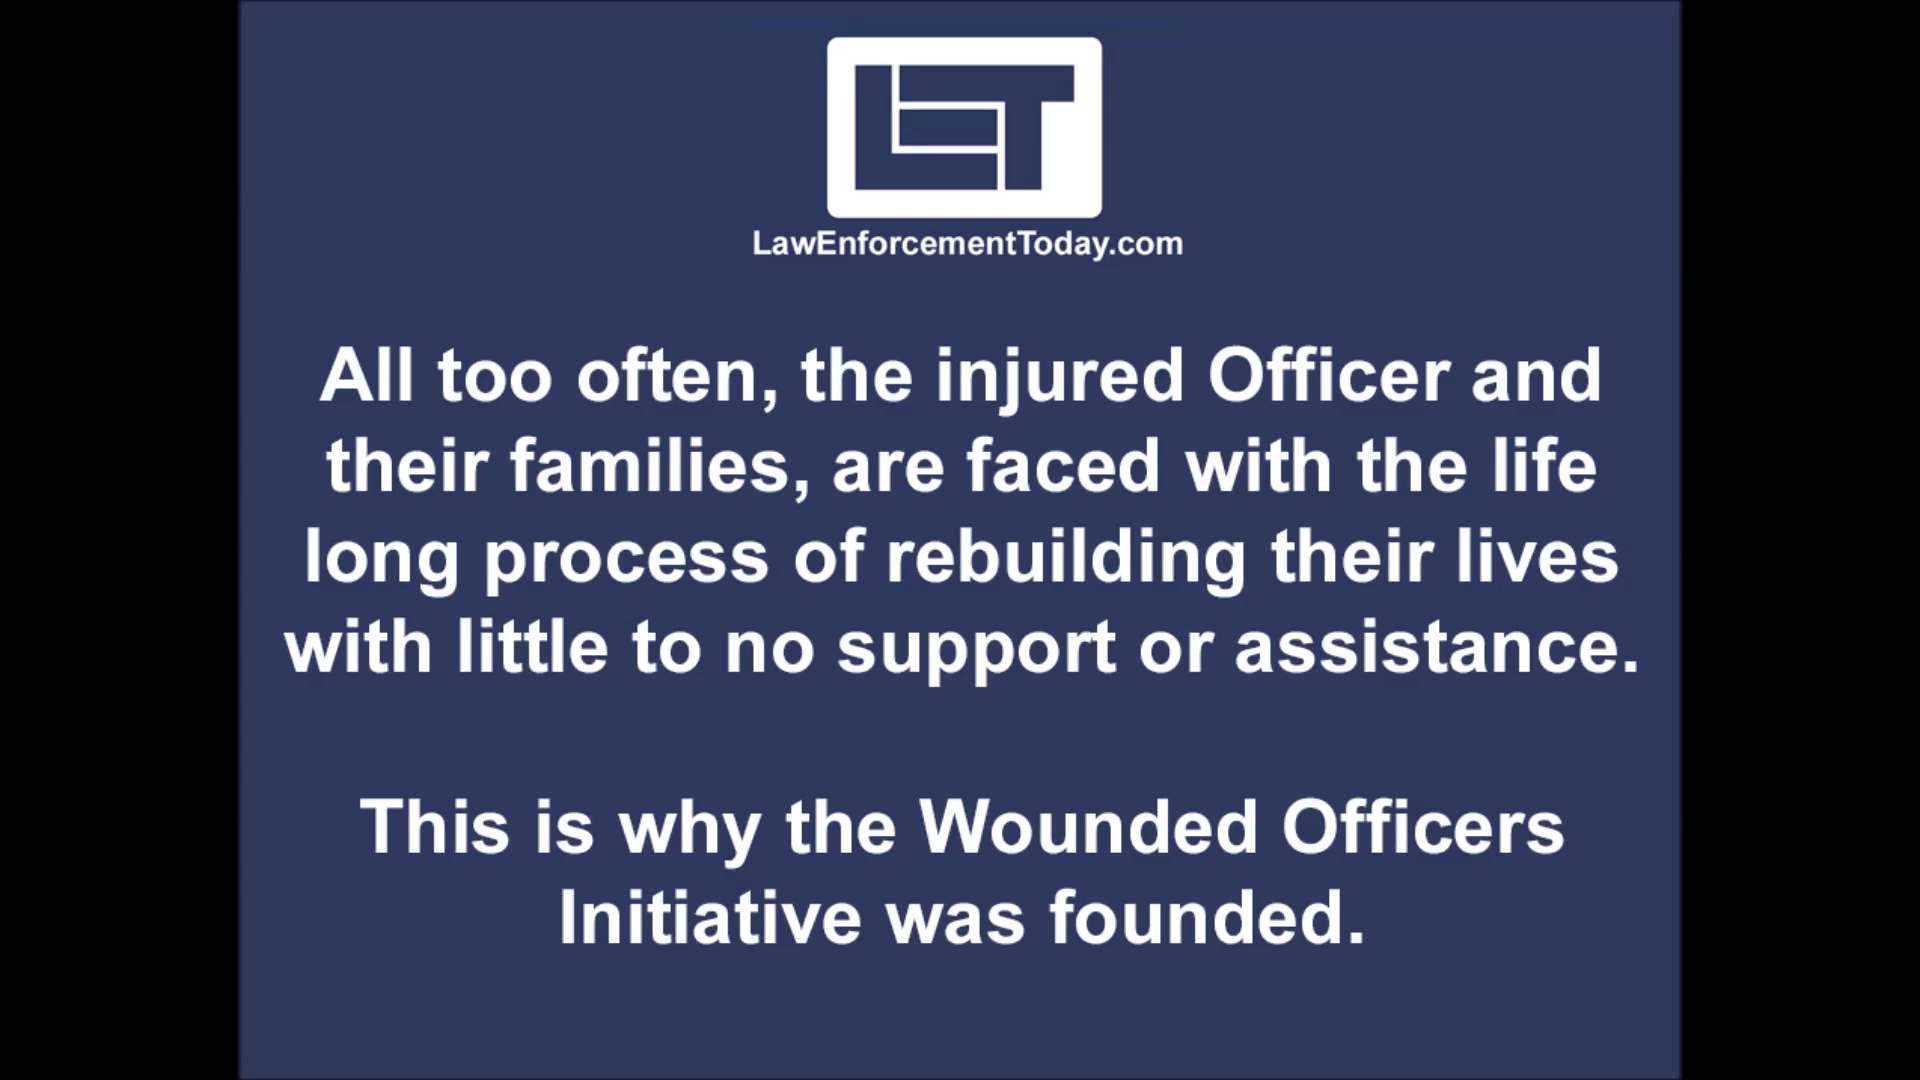 LET
LawEnforcementToday.com
All too often, the injured Officer and
their families, are faced with the life
long process of rebuilding their lives
with little to no support or assistance.
This is why the Wounded Officers
Initiative was founded.